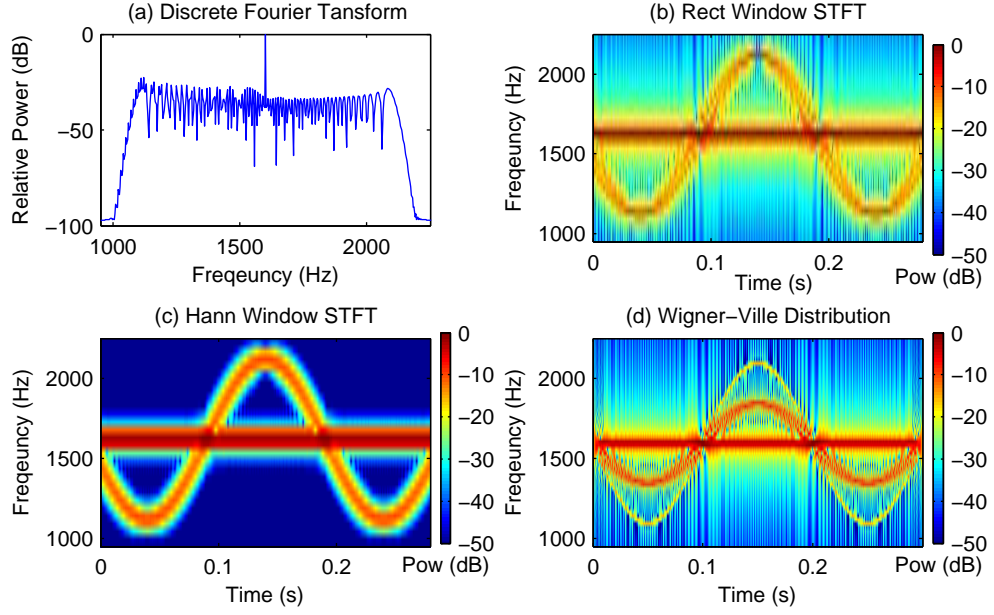 (a) Discrete Fourier Tansform
0
−50
−100
Relative Power (dB)
1000 1500 2000
Freqeuncy (Hz)
(b) Rect Window STFT
2000
1500
1000
Freqeuncy (Hz)
0 0.1 0.2
Time (s)
0
−10
−20
−30
−40
−50
Pow (dB)
(c) Hann Window STFT
2000
1500
1000
Freqeuncy (Hz)
0 0.1 0.2
Time (s)
0
−10
−20
−30
−40
−50
Pow (dB)
(d) Wigner−Ville Distribution
2000
1500
1000
Freqeuncy (Hz)
0 0.1 0.2
Time (s)
0
−10
−20
−30
−40
−50
Pow (dB)